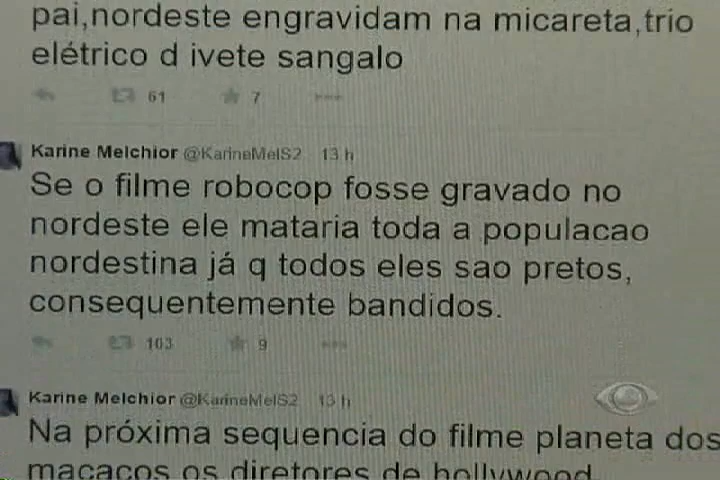 pai,nordeste engravidam na micareta,trio
elétrico d ivete sangalo
61 7
Karine Melchior @KarineMelS2 13 h
Se o filme robocop fosse gravado no
nordeste ele mataria toda a populacao
nordestina já q todos eles sao pretos,
consequentemente bandidos.
103 9
Karine Melchior @KarineMelS2 13 h
Na próxima sequencia do filme planeta dos
macacos os diretores de hollywood